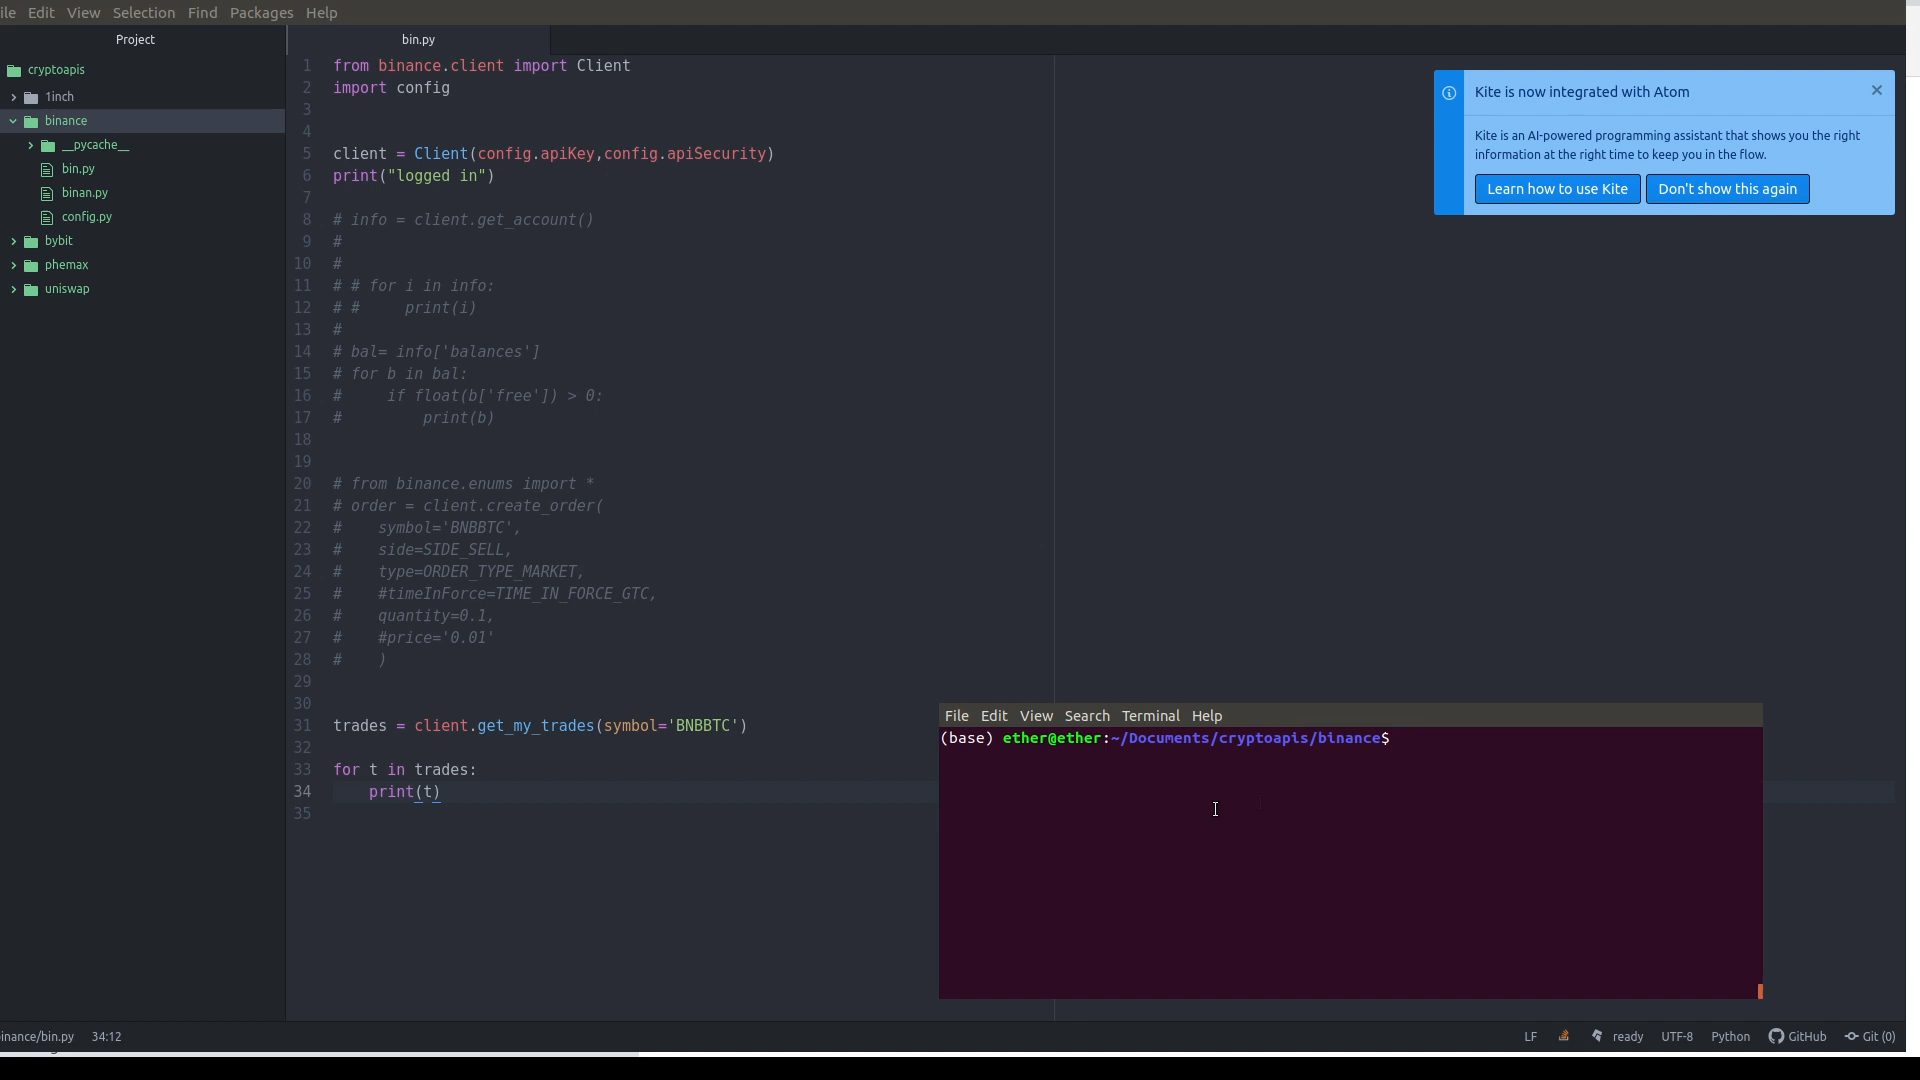 ile Edit View Selection Find Packages Help
Project
bin.py
cryptoapis
1inch
binance
__pycache__
bin.py
binan.py
config.py
bybit
phemax
uniswap
1 from binance.client import Client
2 import config
3
4
5 client = Client(config.apiKey,config.apiSecurity)
6 print("logged in")
7
8 # info = client.get_account()
9 #
10 #
11 # # for i in info:
12 # #     print(i)
13 #
14 # bal= info['balances']
15 # for b in bal:
16 #     if float(b['free']) > 0:
17 #         print(b)
18
19
20 # from binance.enums import *
21 # order = client.create_order(
22 #    symbol='BNBBTC',
23 #    side=SIDE_SELL,
24 #    type=ORDER_TYPE_MARKET,
25 #    #timeInForce=TIME_IN_FORCE_GTC,
26 #    quantity=0.1,
27 #    #price='0.01'
28 #    )
29
30
31 trades = client.get_my_trades(symbol='BNBBTC')
32
33 for t in trades:
34     print(t)
35
Kite is now integrated with Atom
Kite is an AI-powered programming assistant that shows you the right
information at the right time to keep you in the flow.
Learn how to use Kite Don't show this again
File Edit View Search Terminal Help
(base) ether@ether:~/Documents/cryptoapis/binance$
inance/bin.py 34:12 LF ready UTF-8 Python GitHub Git (0)